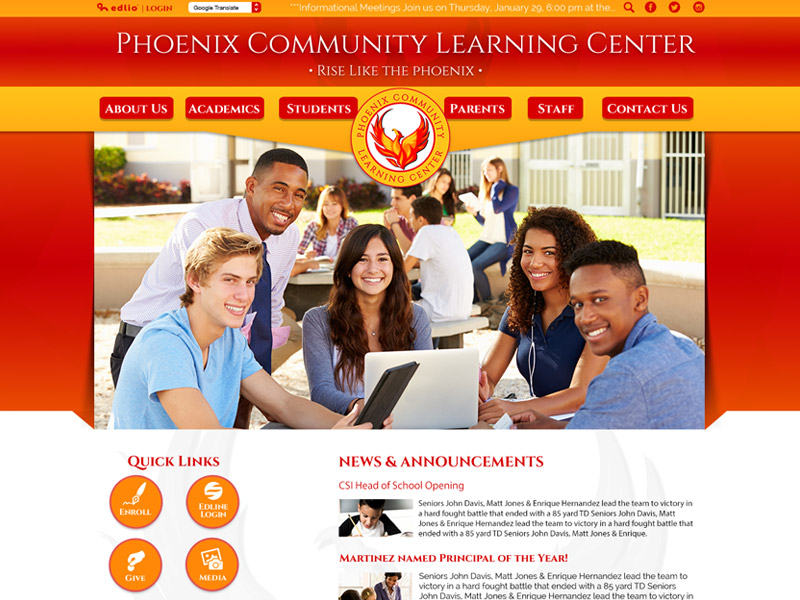 edlio | LOGIN
Google Translate
***Informational Meetings Join us on Thursday, January 29, 6:00 pm at the...
Phoenix Community Learning Center
• Rise Like the phoenix •
About Us
Academics
Students
PHOENIX COMMUNITY
LEARNING CENTER
Parents
Staff
Contact Us
Quick Links
Enroll
Edline
Login
Give
Media
NEWS & ANNOUNCEMENTS
CSI Head of School Opening
Seniors John Davis, Matt Jones & Enrique Hernandez lead the team to victory in
a hard fought battle that ended with a 85 yard TD Seniors John Davis, Matt
Jones & Enrique Hernandez lead the team to victory in a hard fought battle that
ended with a 85 yard TD Seniors John Davis, Matt Jones & Enrique.
Martinez named Principal of the Year!
Seniors John Davis, Matt Jones & Enrique Hernandez lead the team to
victory in a hard fought battle that ended with a 85 yard TD Seniors
John Davis, Matt Jones & Enrique Hernandez lead the team to victory